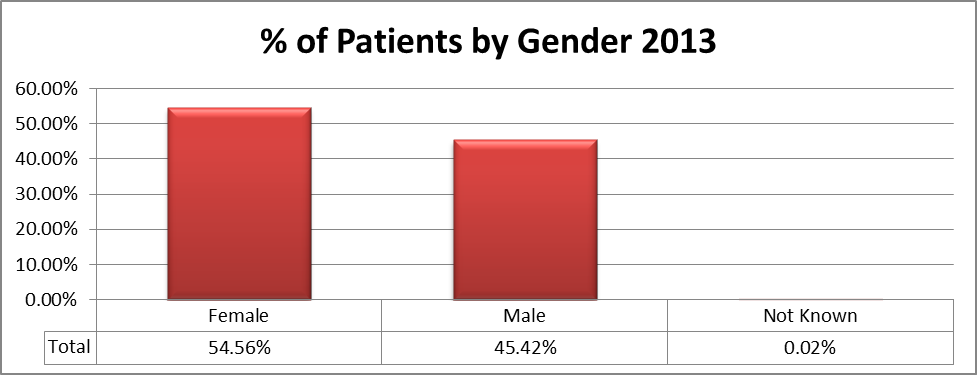 % of Patients by Gender 2013
60.00%
50.00%
40.00%
30.00%
20.00%
10.00%
0.00%
Female Male Not Known
Total 54.56% 45.42% 0.02%